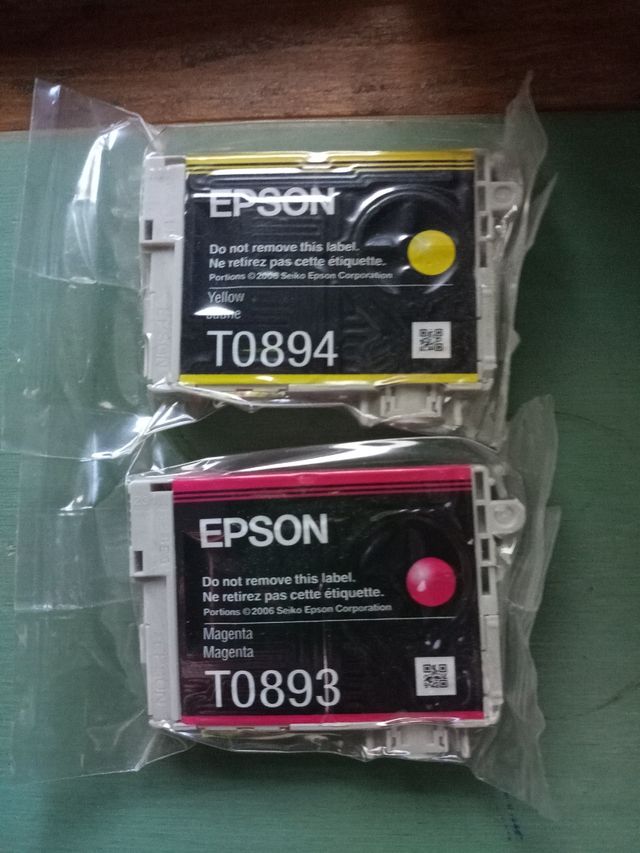 EPSON
Do not remove this label.
Ne retirez pas cette étiquette.
Portions ©2006 Seiko Epson Corporation
Yellow
Jaune
T0894
EPSON
Do not remove this label.
Ne retirez pas cette étiquette.
Portions ©2006 Seiko Epson Corporation
Magenta
Magenta
T0893